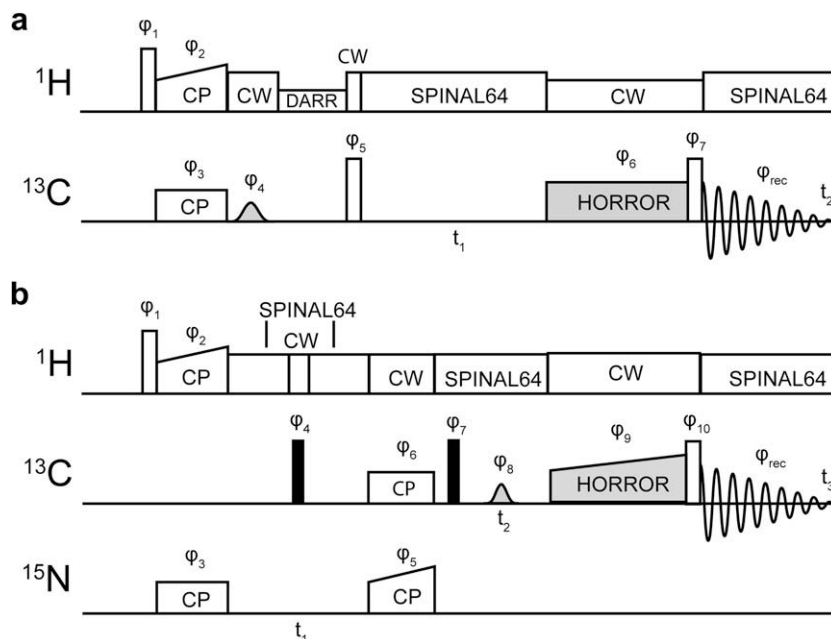 a
φ1
φ2
CW
1H
CP
CW
DARR
SPINAL64
CW
SPINAL64
φ3
φ4
φ5
φ6
φ7
φrec
13C
CP
HORROR
t1
t2
b
φ1
φ2
SPINAL64
CW
1H
CP
CW
SPINAL64
CW
SPINAL64
φ4
φ6
φ7
φ8
φ9
φ10
φrec
13C
CP
HORROR
t2
t3
φ3
φ5
15N
CP
CP
t1